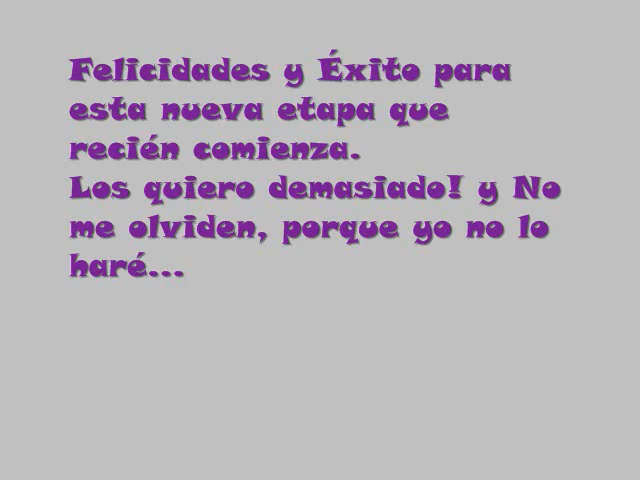 Felicidades y Éxito para
esta nueva etapa que
recién comienza.
Los quiero demasiado! y No
me olviden, porque yo no lo
haré...